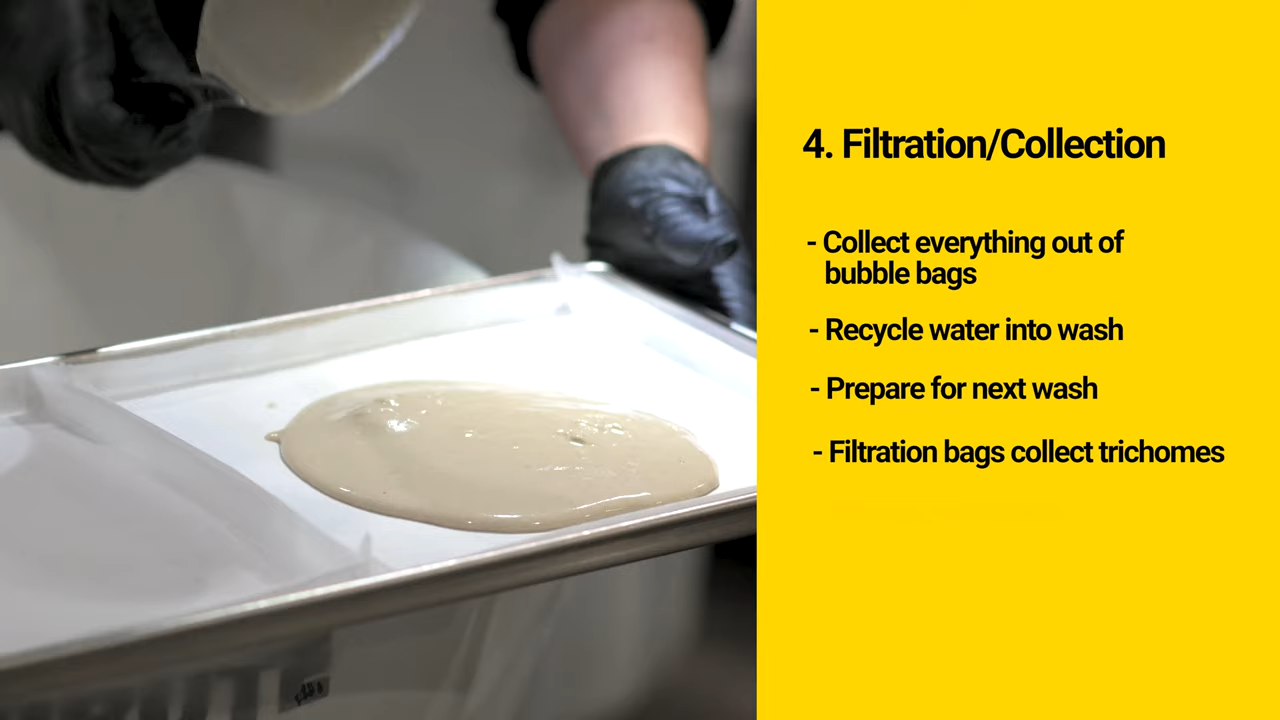 4. Filtration/Collection
- Collect everything out of
bubble bags
- Recycle water into wash
- Prepare for next wash
- Filtration bags collect trichomes